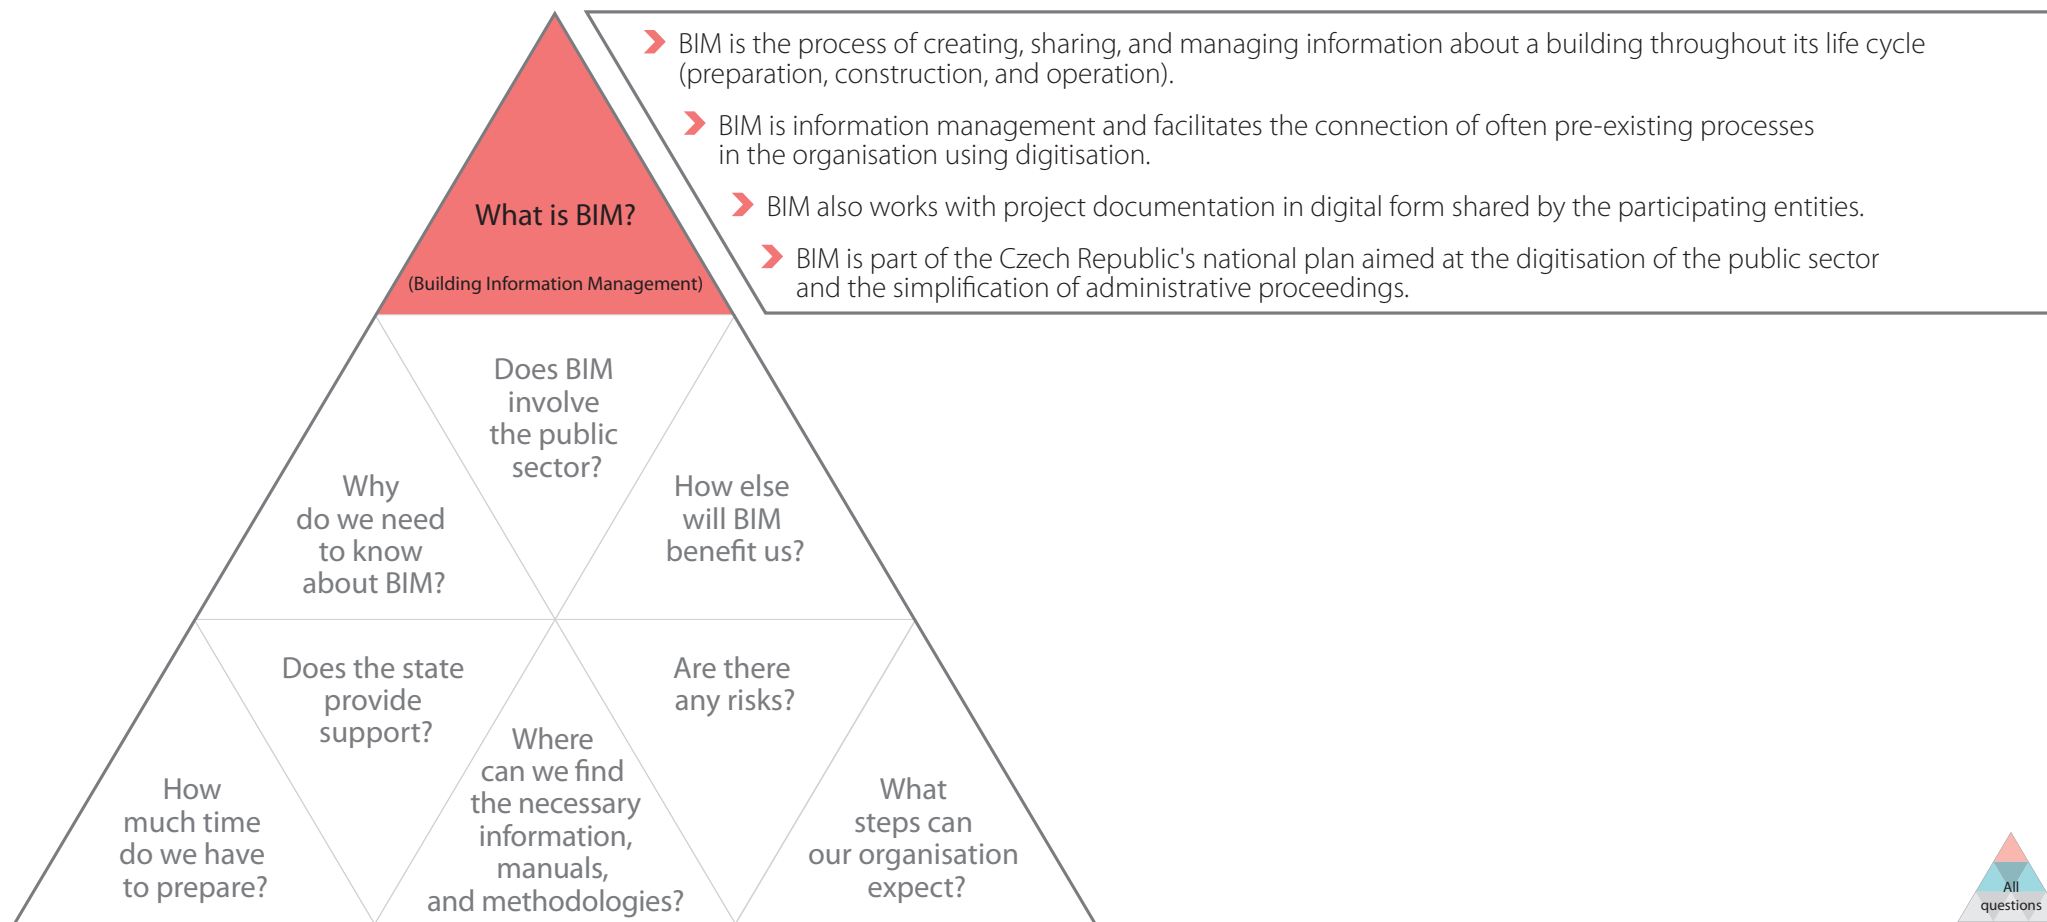 BIM is the process of creating, sharing, and managing information about a building throughout its life cycle
(preparation, construction, and operation).
BIM is information management and facilitates the connection of often pre-existing processes
in the organisation using digitisation.
BIM also works with project documentation in digital form shared by the participating entities.
BIM is part of the Czech Republic's national plan aimed at the digitisation of the public sector
and the simplification of administrative proceedings.
What is BIM?
(Building Information Management)
Does BIM
involve
the public
sector?
Why
do we need
to know
about BIM?
How else
will BIM
benefit us?
Does the state
provide
support?
Are there
any risks?
How
much time
do we have
to prepare?
Where
can we find
the necessary
information,
manuals,
and methodologies?
What
steps can
our organisation
expect?
All
questions